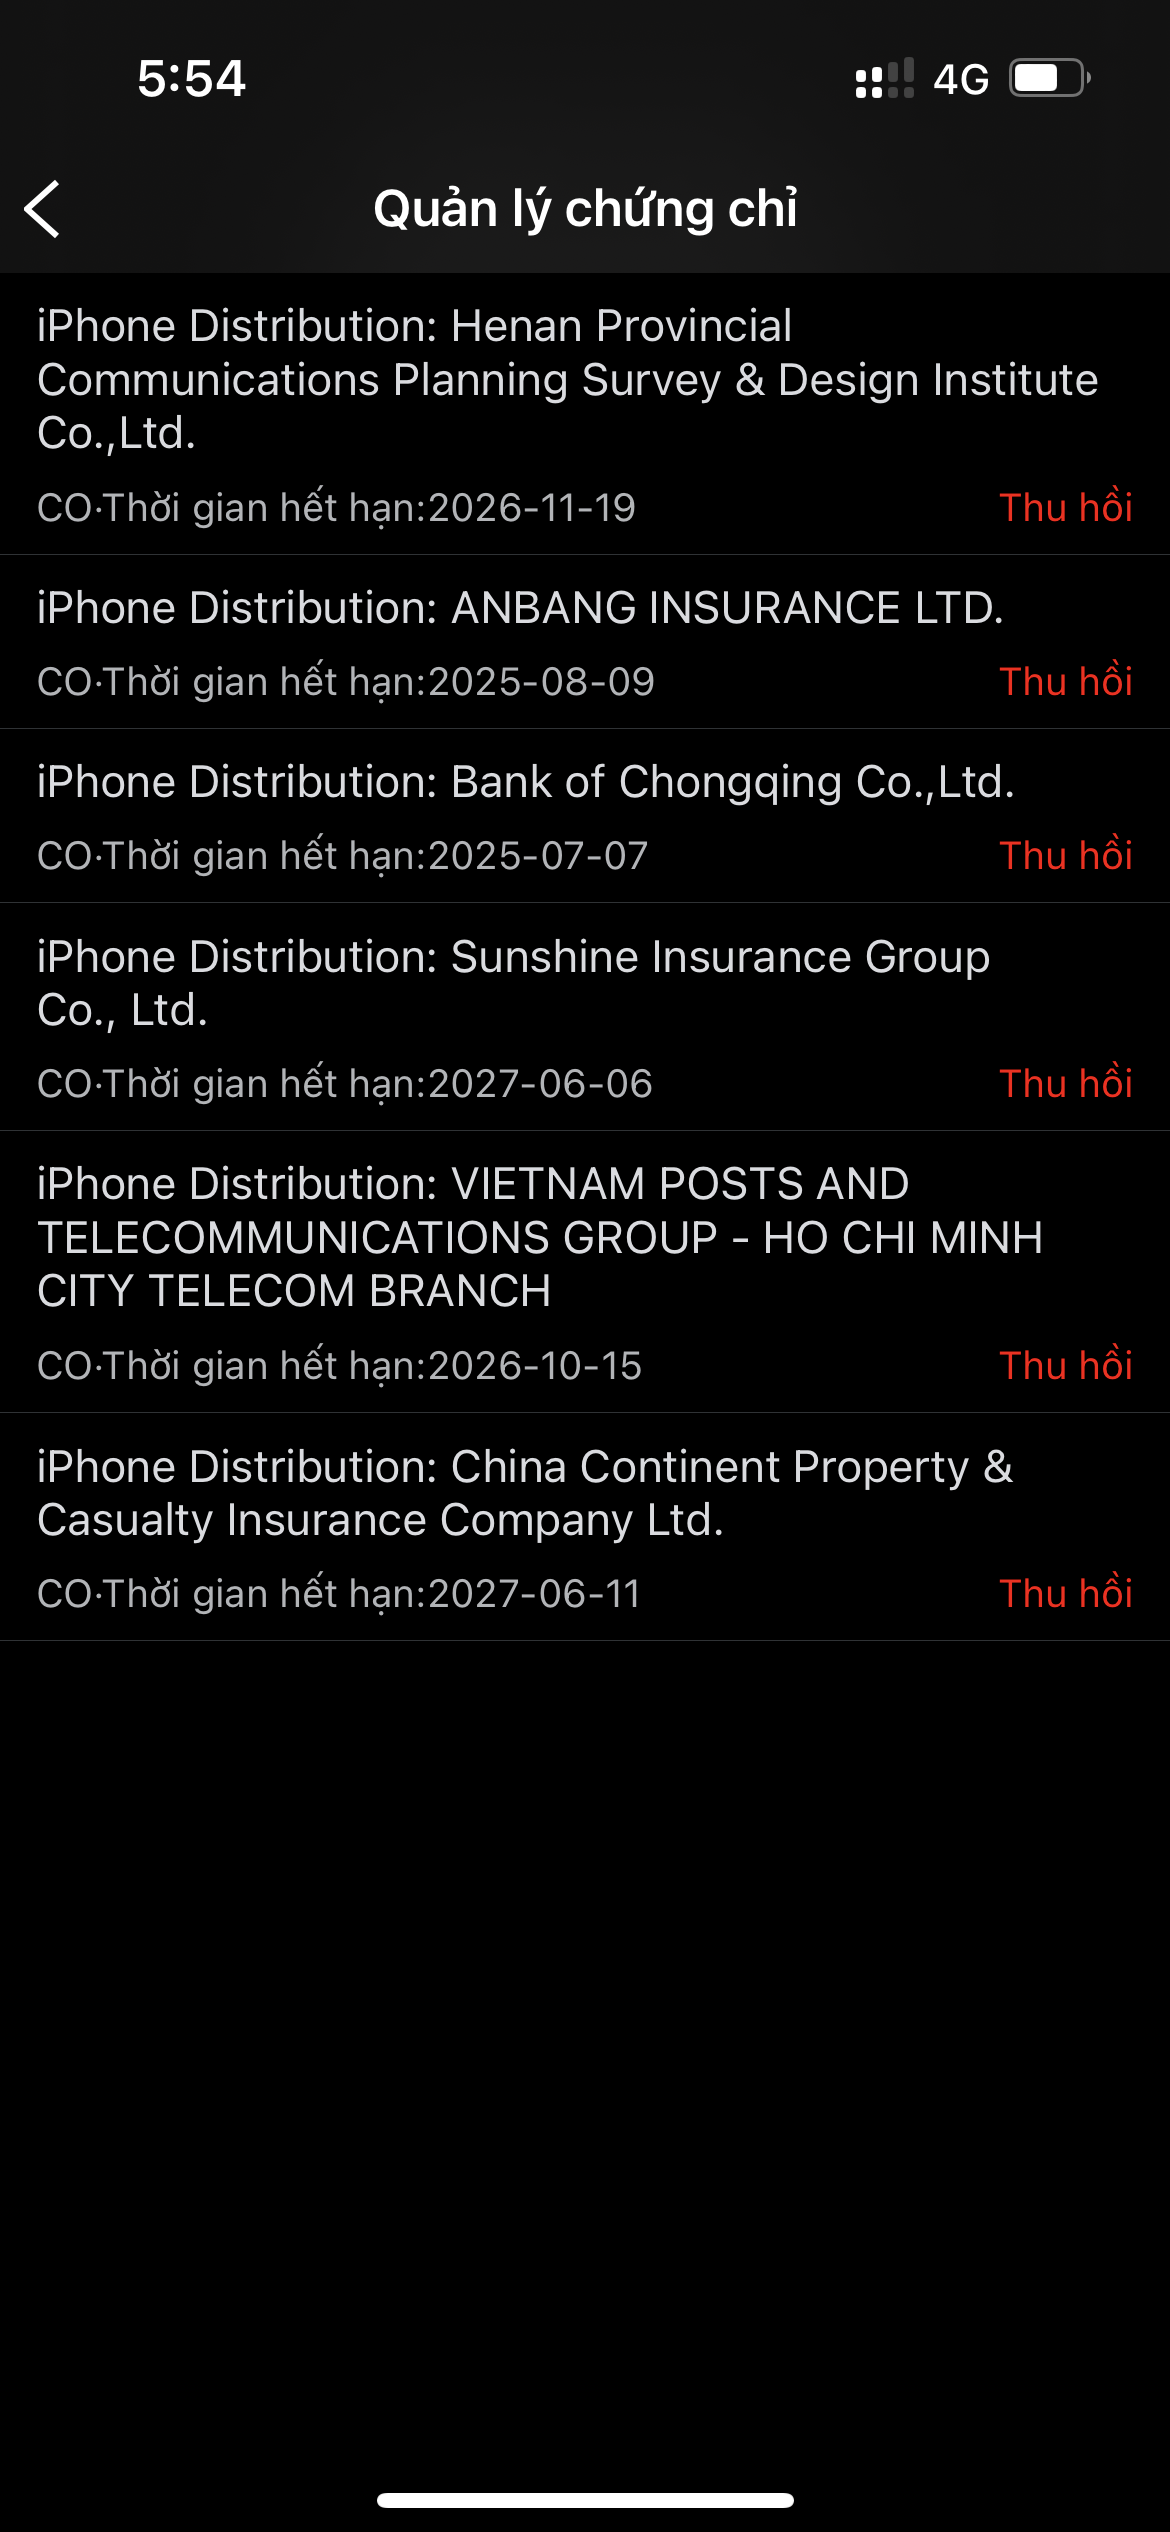 5:54
4G
Quản lý chứng chỉ
iPhone Distribution: Henan Provincial
Communications Planning Survey & Design Institute
Co.,Ltd.
CO·Thời gian hết hạn:2026-11-19 Thu hồi
iPhone Distribution: ANBANG INSURANCE LTD.
CO·Thời gian hết hạn:2025-08-09 Thu hồi
iPhone Distribution: Bank of Chongqing Co.,Ltd.
CO·Thời gian hết hạn:2025-07-07 Thu hồi
iPhone Distribution: Sunshine Insurance Group
Co., Ltd.
CO·Thời gian hết hạn:2027-06-06 Thu hồi
iPhone Distribution: VIETNAM POSTS AND
TELECOMMUNICATIONS GROUP - HO CHI MINH
CITY TELECOM BRANCH
CO·Thời gian hết hạn:2026-10-15 Thu hồi
iPhone Distribution: China Continent Property &
Casualty Insurance Company Ltd.
CO·Thời gian hết hạn:2027-06-11 Thu hồi